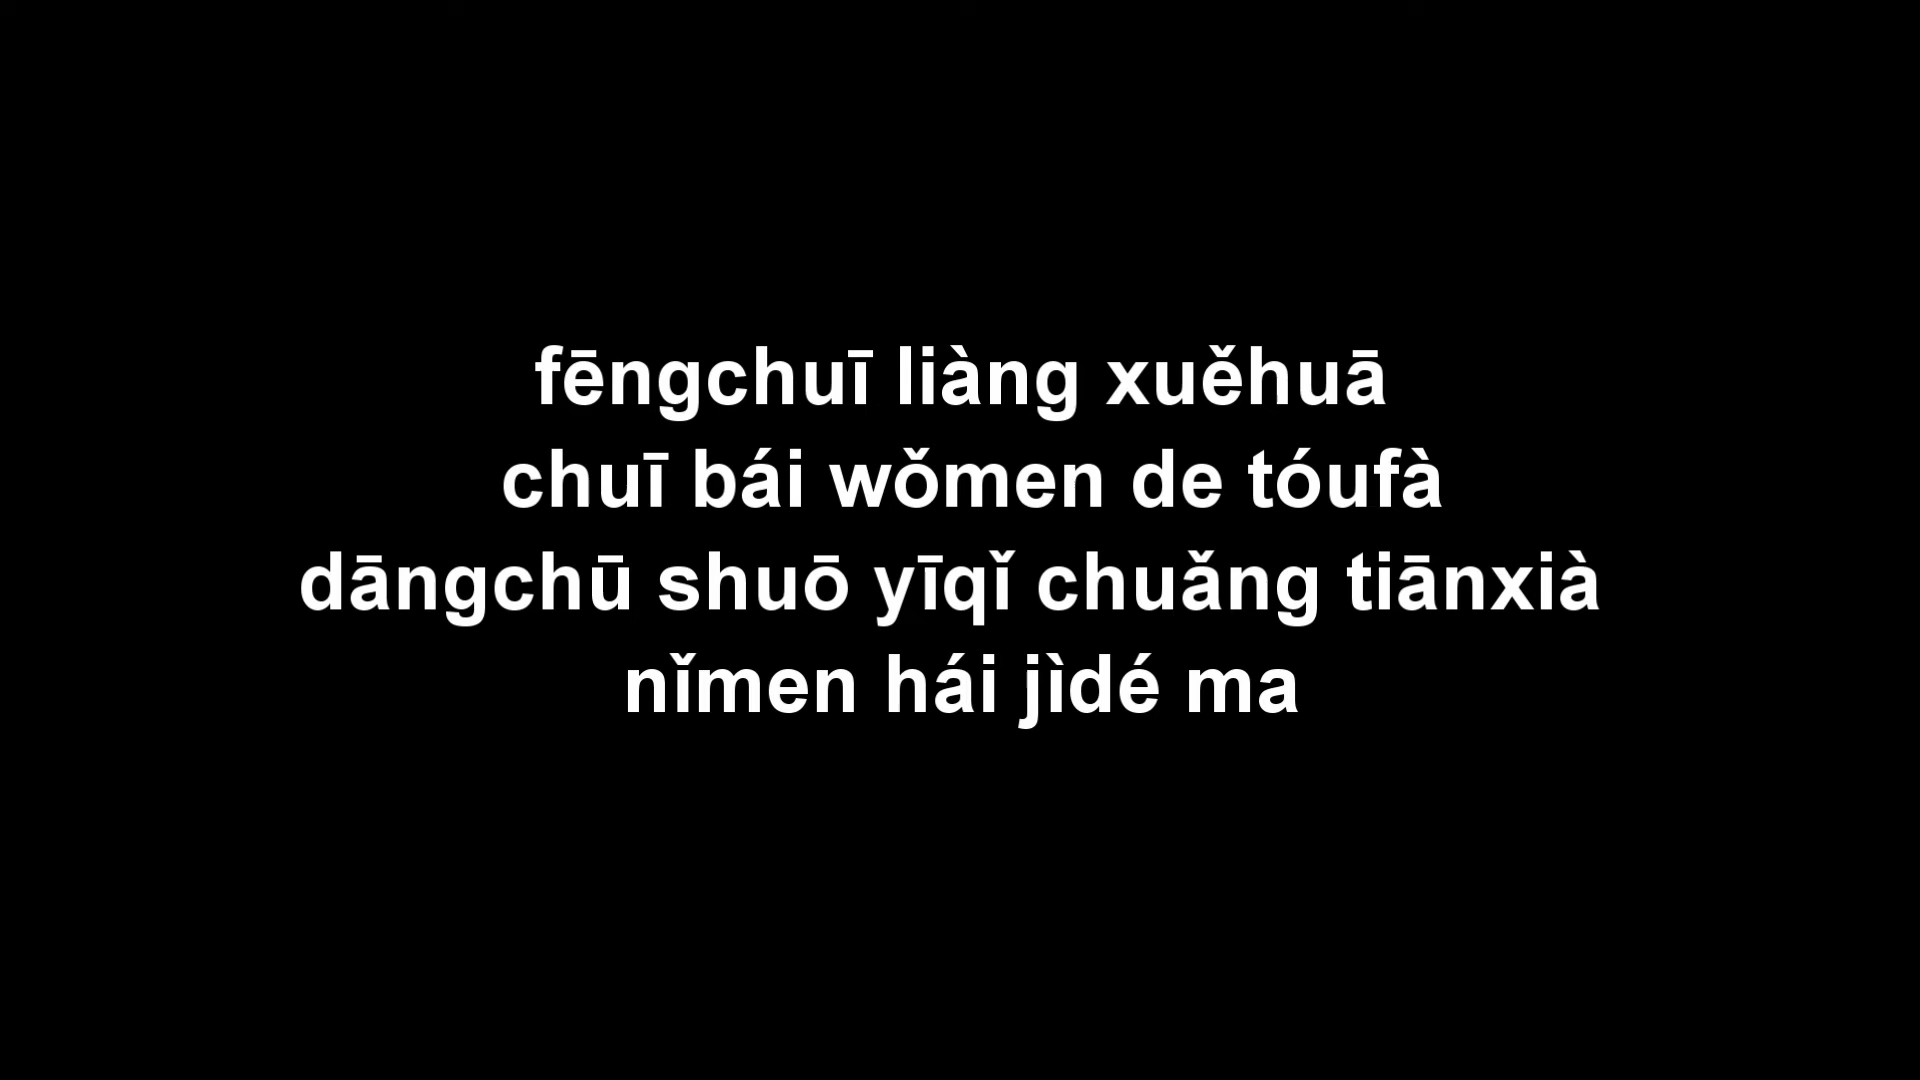 fēngchuī liàng xuěhuā
chuī bái wǒmen de tóufà
dāngchū shuō yīqǐ chuǎng tiānxià
nǐmen hái jìdé ma